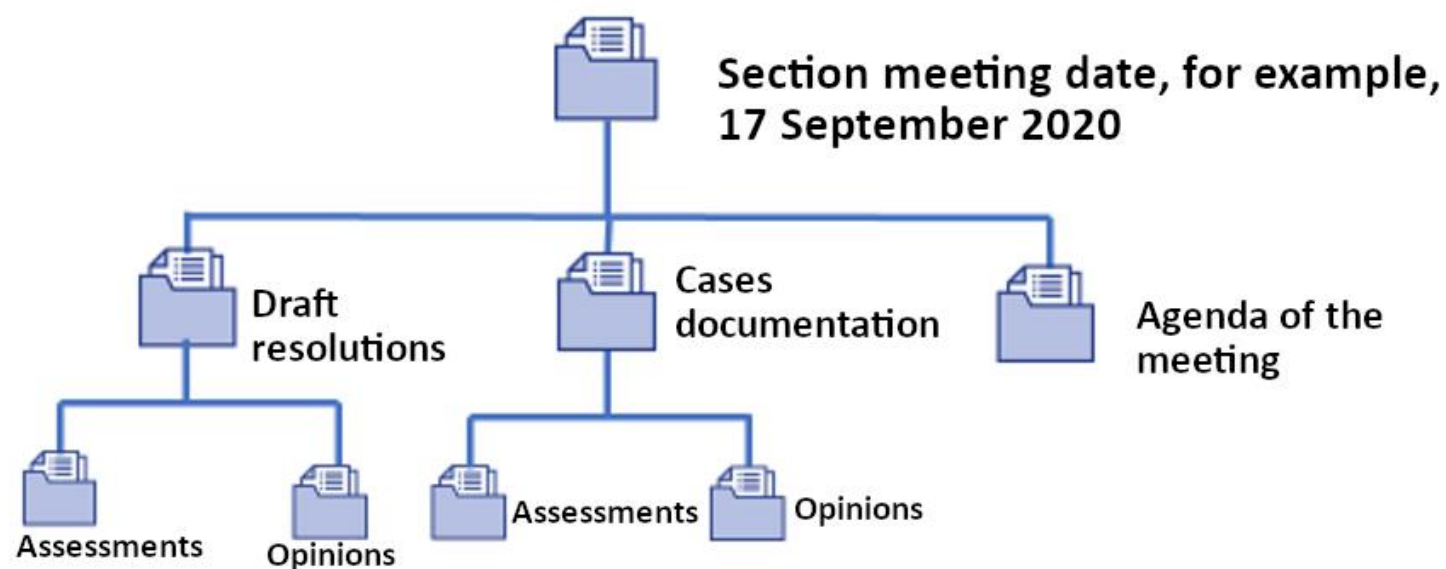 Section meeting date, for example,
17 September 2020
Draft
resolutions
Cases
documentation
Agenda of the
meeting
Assessments
Opinions
Assessments
Opinions